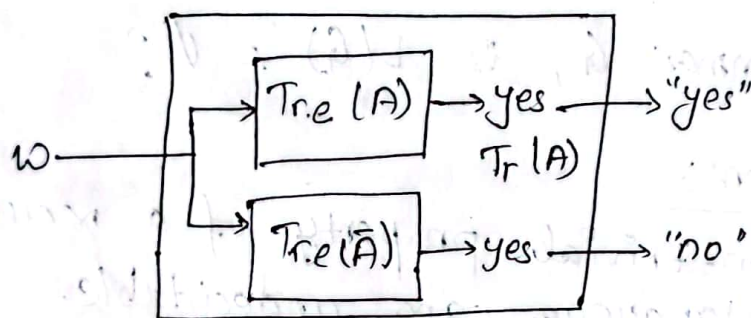 Tr.e (A) → yes → "yes"
w
Tr (A)
Tr.e (Ā) → yes → "no"